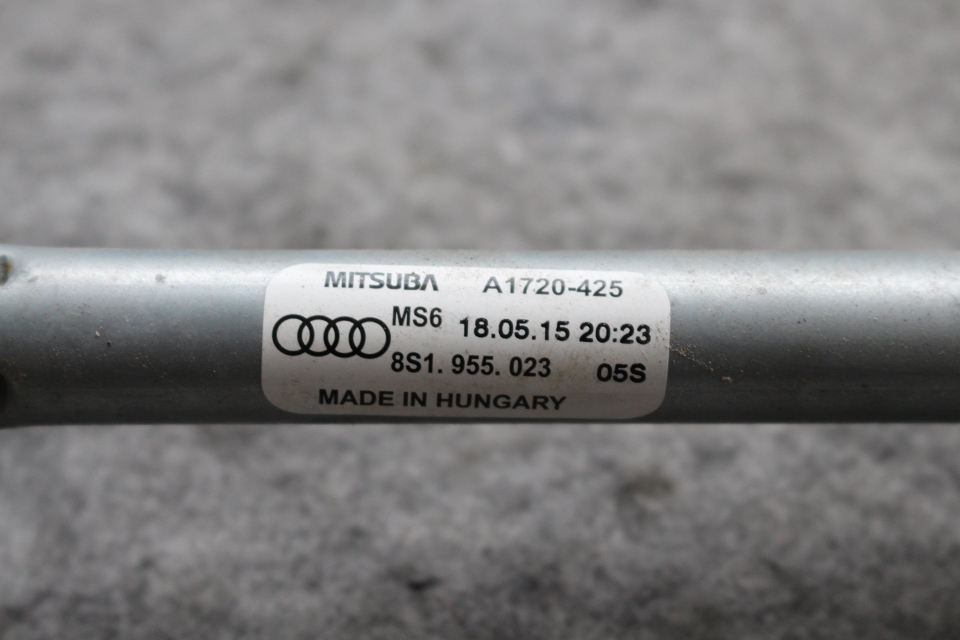 MITSUBA A1720-425
MS6 18.05.15 20:23
8S1. 955. 023 05S
MADE IN HUNGARY